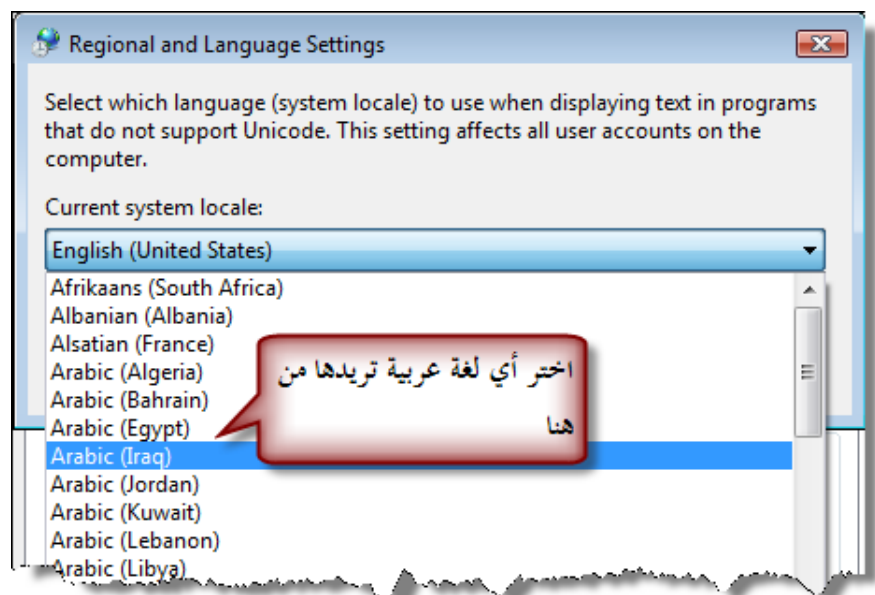 Regional and Language Settings
Select which language (system locale) to use when displaying text in programs
that do not support Unicode. This setting affects all user accounts on the
computer.
Current system locale:
English (United States)
Afrikaans (South Africa)
Albanian (Albania)
Alsatian (France)
Arabic (Algeria)
Arabic (Bahrain)
Arabic (Egypt)
Arabic (Iraq)
Arabic (Jordan)
Arabic (Kuwait)
Arabic (Lebanon)
Arabic (Libya)
اختر أي لغة عربية تريدها من
هنا